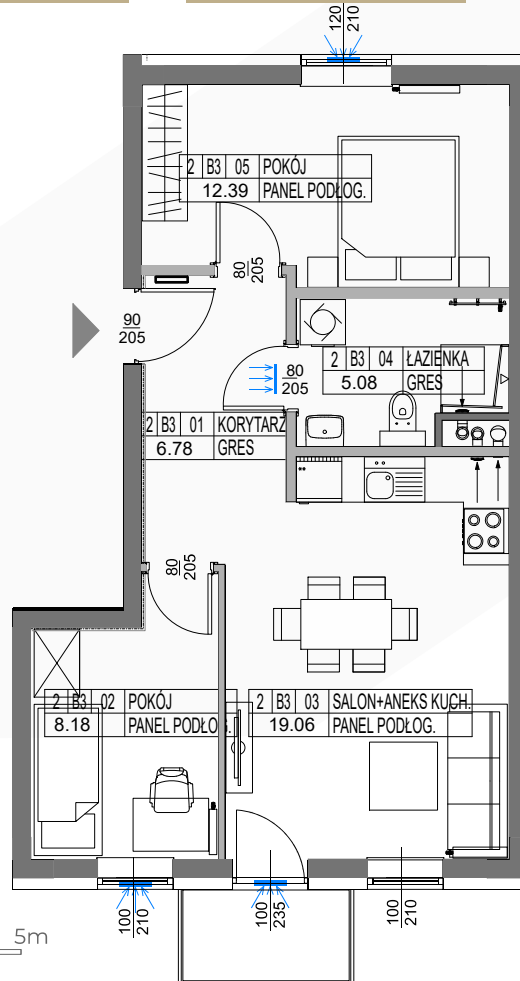 120
210
2 B3 05 POKÓJ
12.39 PANEL PODŁOG.
80
205
90
205
80
205
2 B3 04 ŁAZIENKA
5.08 GRES
2 B3 01 KORYTARZ
6.78 GRES
80
205
2 B3 02 POKÓJ
8.18 PANEL PODŁOG.
2 B3 03 SALON+ANEKS KUCH.
19.06 PANEL PODŁOG.
100
210
100
235
100
210
5m